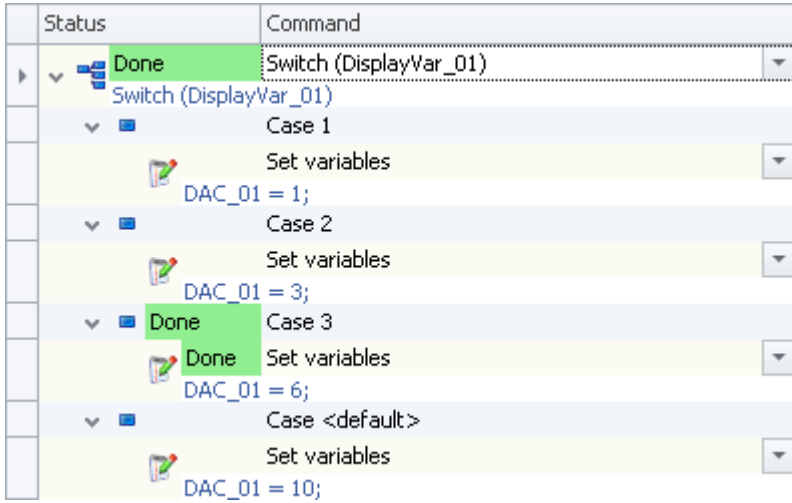 Status Command
Done Switch (DisplayVar_01)
Switch (DisplayVar_01)
Case 1
Set variables
DAC_01 = 1;
Case 2
Set variables
DAC_01 = 3;
Done Case 3
Done Set variables
DAC_01 = 6;
Case <default>
Set variables
DAC_01 = 10;